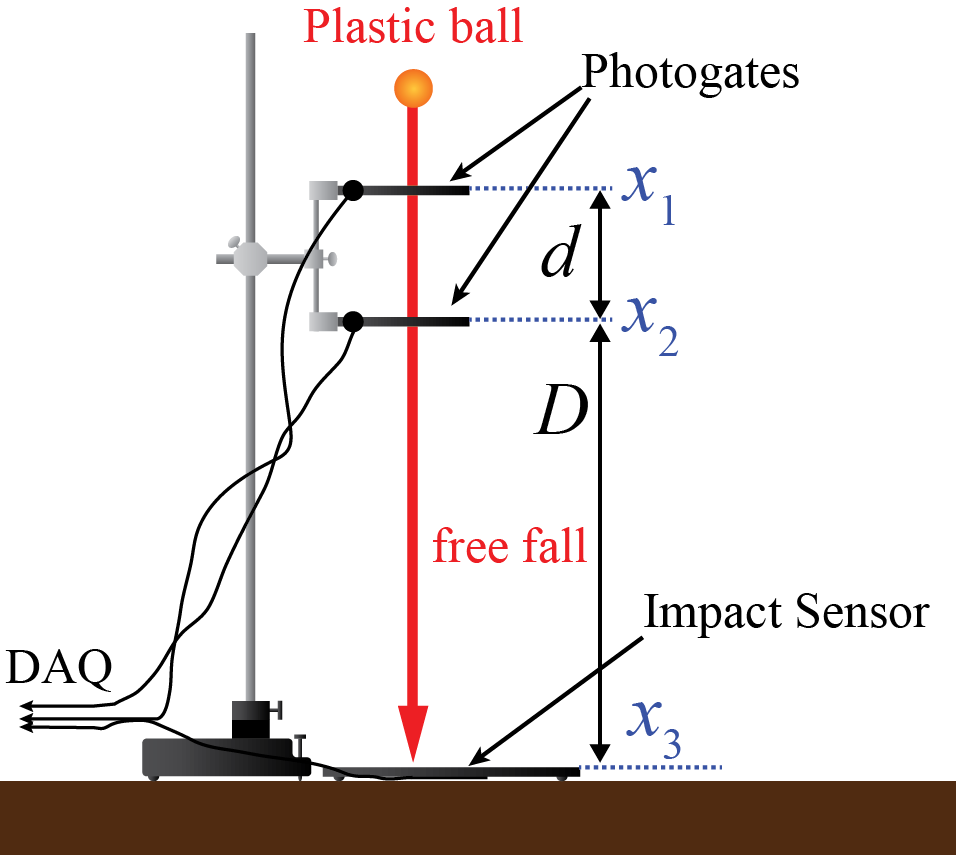 Plastic ball
Photogates
x₁
d
x₂
D
free fall
Impact Sensor
DAQ
x₃